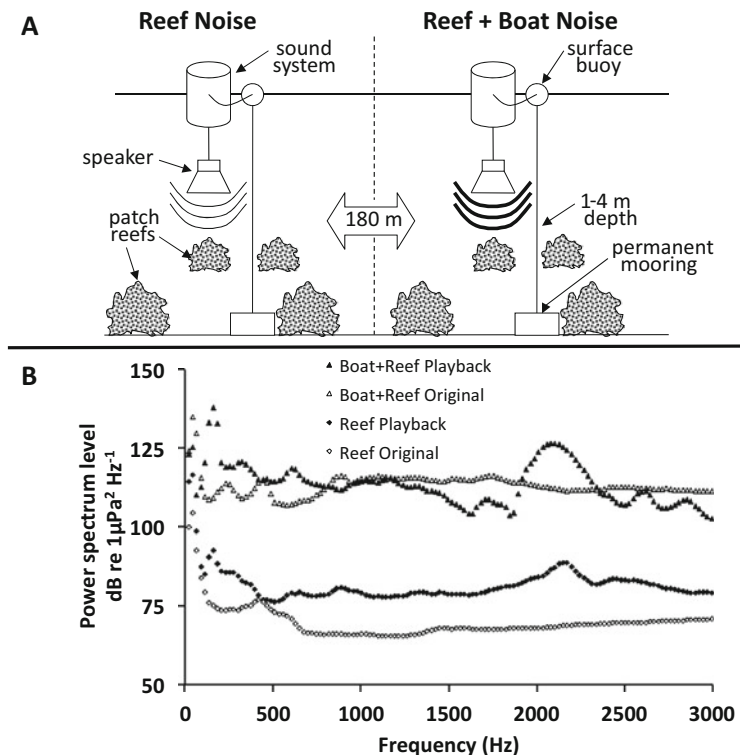 A
Reef Noise
Reef + Boat Noise
sound
system
surface
buoy
speaker
patch
reefs
180 m
1-4 m
depth
permanent
mooring
B
Boat+Reef Playback
Boat+Reef Original
Reef Playback
Reef Original
Power spectrum level
dB re 1μPa² Hz⁻¹
150
125
100
75
50
0 500 1000 1500 2000 2500 3000
Frequency (Hz)